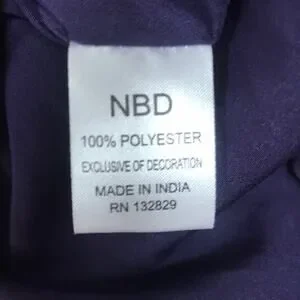 NBD
100% POLYESTER
EXCLUSIVE OF DECORATION
MADE IN INDIA
RN 132829